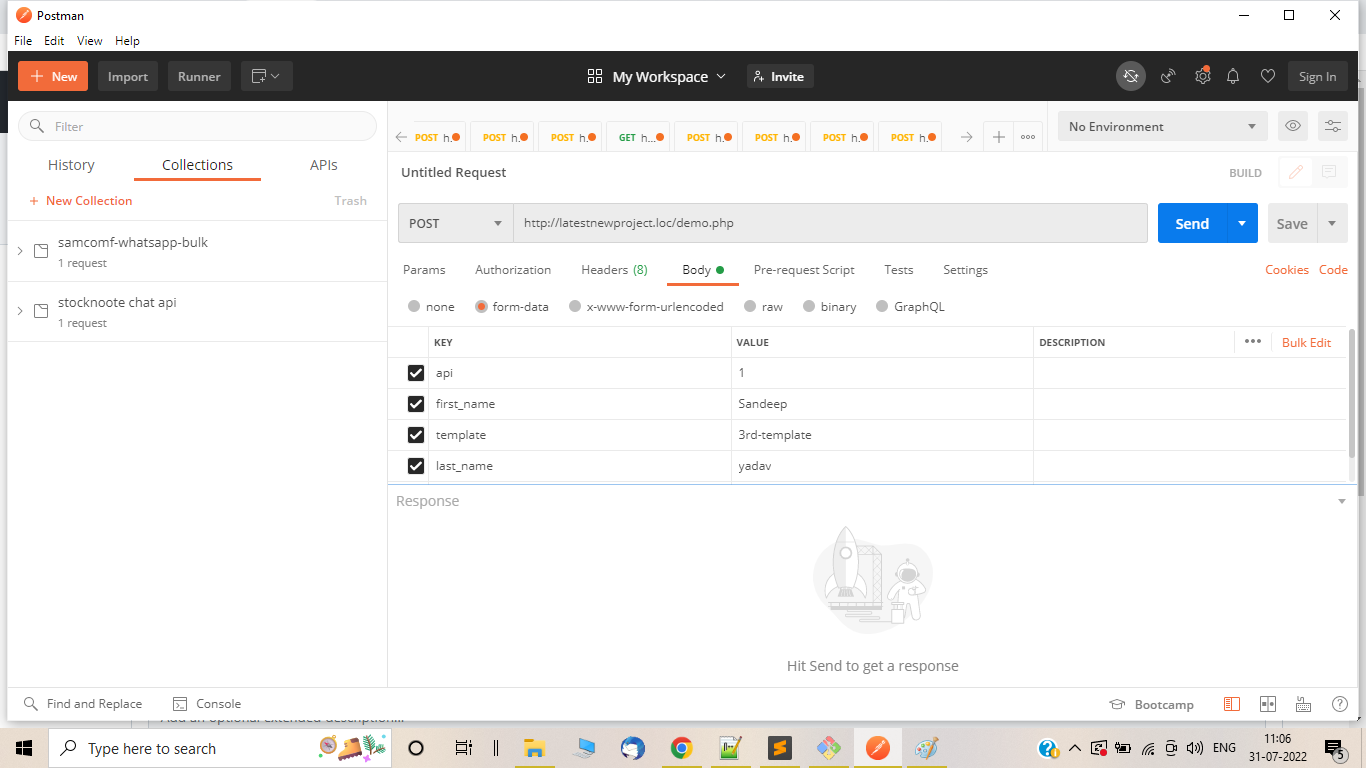 Postman
File Edit View Help
New Import Runner My Workspace Invite Sign In
Filter
POST h. POST h. POST h. GET h... POST h. POST h. POST h. POST h. No Environment
History Collections APIs
Untitled Request BUILD
+ New Collection Trash
POST http://latestnewproject.loc/demo.php Send Save
samcomf-whatsapp-bulk
1 request
Params Authorization Headers (8) Body Pre-request Script Tests Settings Cookies Code
stocknoote chat api
1 request
none form-data x-www-form-urlencoded raw binary GraphQL
KEY VALUE DESCRIPTION ••• Bulk Edit
api 1
first_name Sandeep
template 3rd-template
last_name yadav
Response
Hit Send to get a response
Find and Replace Console Bootcamp
Add an optional extended description...
Type here to search ENG 11:06
31-07-2022 5